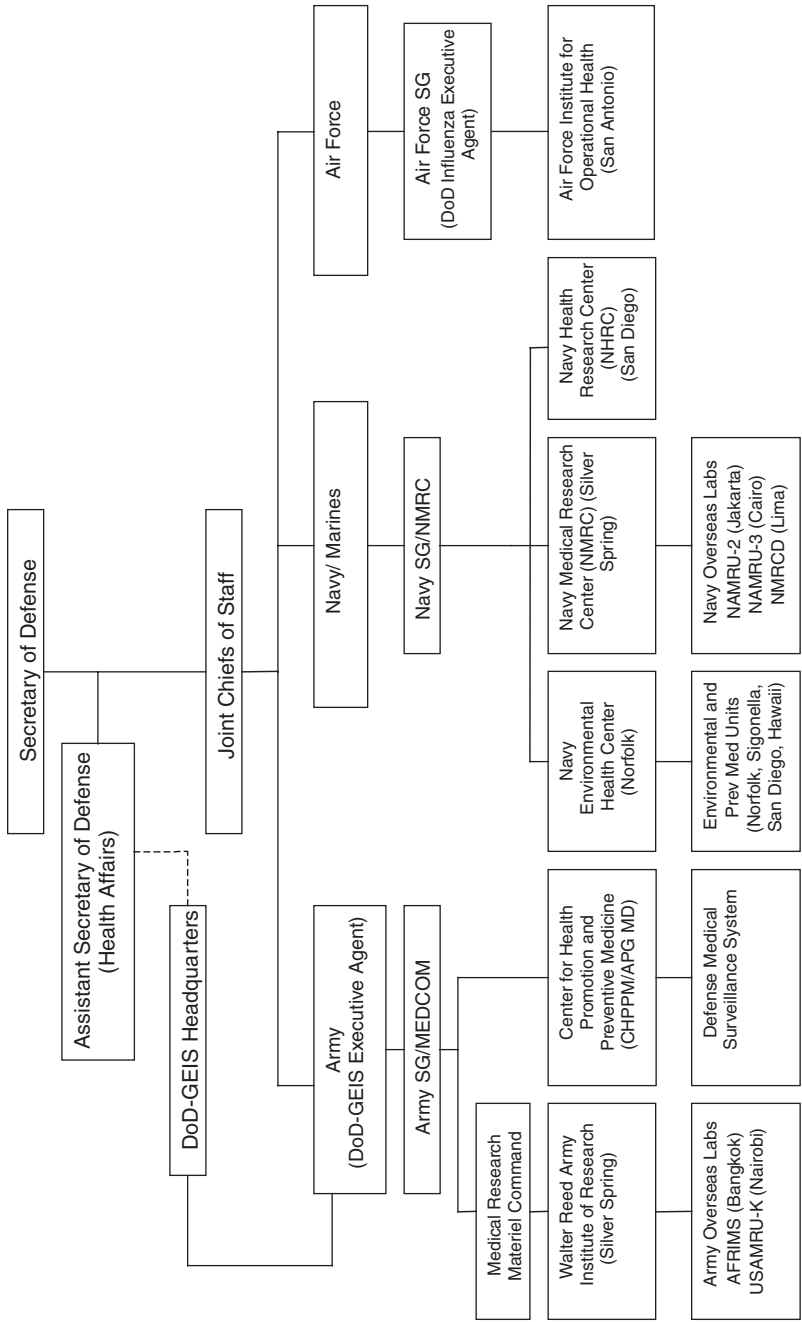 Secretary of Defense
Assistant Secretary of Defense
(Health Affairs)
Joint Chiefs of Staff
DoD-GEIS Headquarters
Army
(DoD-GEIS Executive Agent)
Navy/ Marines
Air Force
Army SG/MEDCOM
Navy SG/NMRC
Air Force SG
(DoD Influenza Executive
Agent)
Medical Research
Materiel Command
Walter Reed Army
Institute of Research
(Silver Spring)
Center for Health
Promotion and
Preventive Medicine
(CHPPM/APG MD)
Navy
Environmental
Health Center
(Norfolk)
Navy Medical Research
Center (NMRC) (Silver
Spring)
Navy Health
Research Center
(NHRC)
(San Diego)
Air Force Institute for
Operational Health
(San Antonio)
Army Overseas Labs
AFRIMS (Bangkok)
USAMRU-K (Nairobi)
Defense Medical
Surveillance System
Environmental and
Prev Med Units
(Norfolk, Sigonella,
San Diego, Hawaii)
Navy Overseas Labs
NAMRU-2 (Jakarta)
NAMRU-3 (Cairo)
NMRCD (Lima)